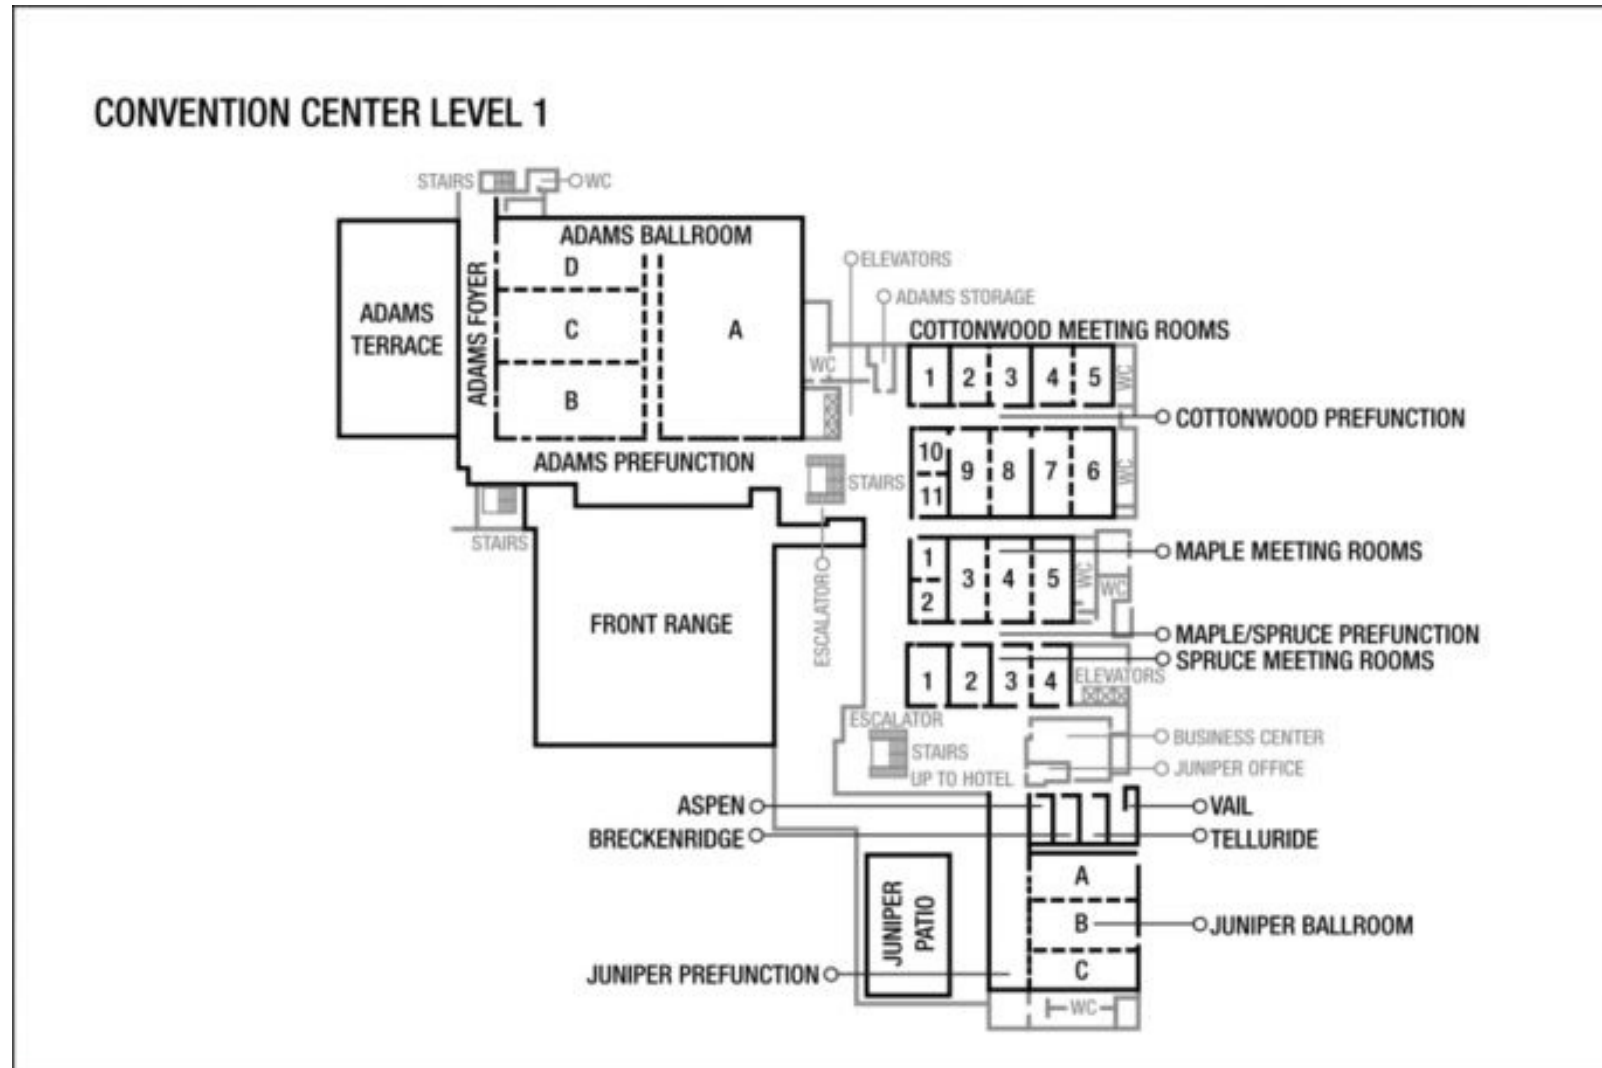 CONVENTION CENTER LEVEL 1
STAIRS
WC
ADAMS BALLROOM
D
C
B
A
ADAMS FOYER
ADAMS
TERRACE
ELEVATORS
ADAMS STORAGE
WC
COTTONWOOD MEETING ROOMS
1 2 3 4 5
WC
COTTONWOOD PREFUNCTION
10
11
9 8 7 6
WC
ADAMS PREFUNCTION
STAIRS
STAIRS
ESCALATOR
FRONT RANGE
MAPLE MEETING ROOMS
1
2
3 4 5
WC
WC
MAPLE/SPRUCE PREFUNCTION
SPRUCE MEETING ROOMS
1 2 3 4
ELEVATORS
ESCALATOR
STAIRS
UP TO HOTEL
BUSINESS CENTER
JUNIPER OFFICE
ASPEN
VAIL
BRECKENRIDGE
TELLURIDE
A
B
C
JUNIPER BALLROOM
JUNIPER
PATIO
JUNIPER PREFUNCTION
WC